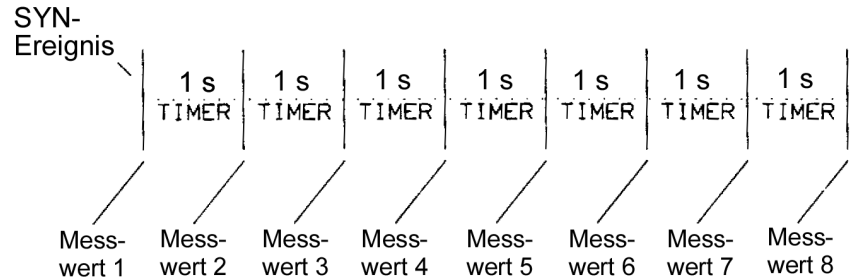 SYN-
Ereignis
1 s 1 s 1 s 1 s 1 s 1 s 1 s
TIMER TIMER TIMER TIMER TIMER TIMER TIMER
Mess- Mess- Mess- Mess- Mess- Mess- Mess- Mess-
wert 1 wert 2 wert 3 wert 4 wert 5 wert 6 wert 7 wert 8